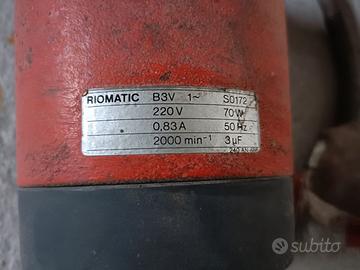 RIOMATIC B3V 1~ S0172
220 V 70 W
0,83 A 50 Hz
2000 min⁻¹ 3 µF
subito